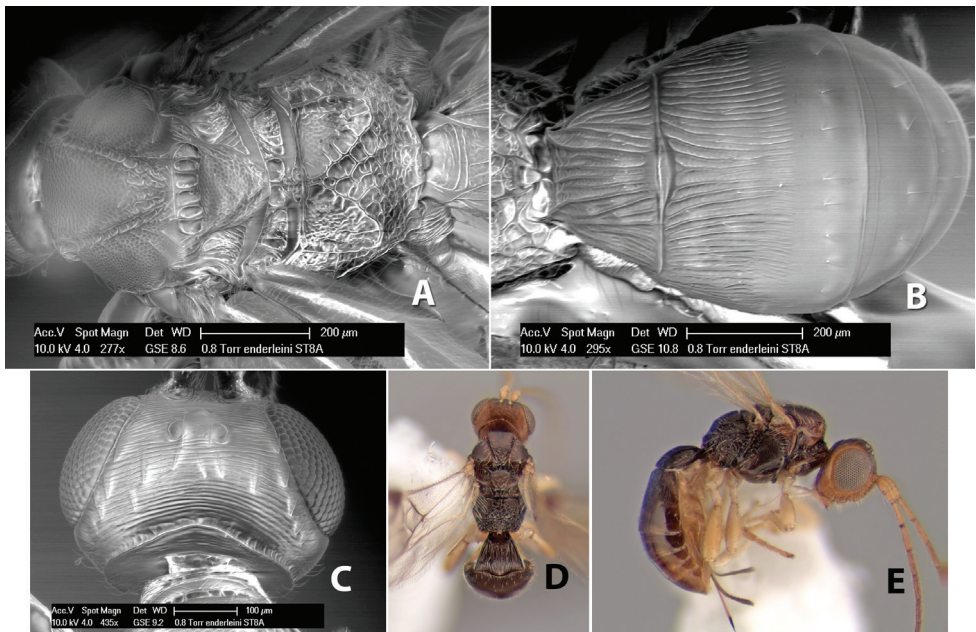 A
Acc.V Spot Magn Det WD 200 µm
10.0 kV 4.0 277x GSE 8.6 0.8 Torr enderleini ST8A
B
Acc.V Spot Magn Det WD 200 µm
10.0 kV 4.0 295x GSE 10.8 0.8 Torr enderleini ST8A
C
Acc.V Spot Magn Det WD 100 µm
10.0 kV 4.0 435x GSE 9.2 0.8 Torr enderleini ST8A
D
E